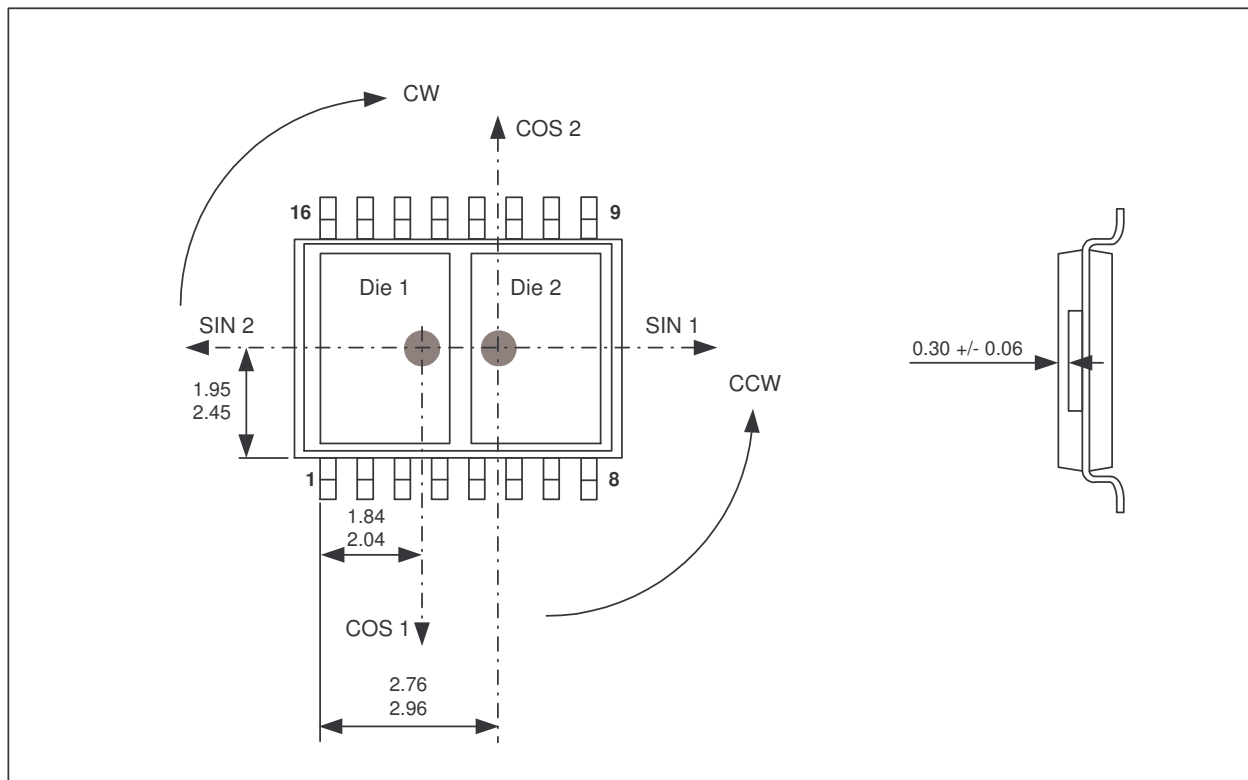 CW
COS 2
16
9
Die 1
Die 2
SIN 2
SIN 1
0.30 +/- 0.06
1.95
2.45
CCW
1
8
1.84
2.04
COS 1
2.76
2.96